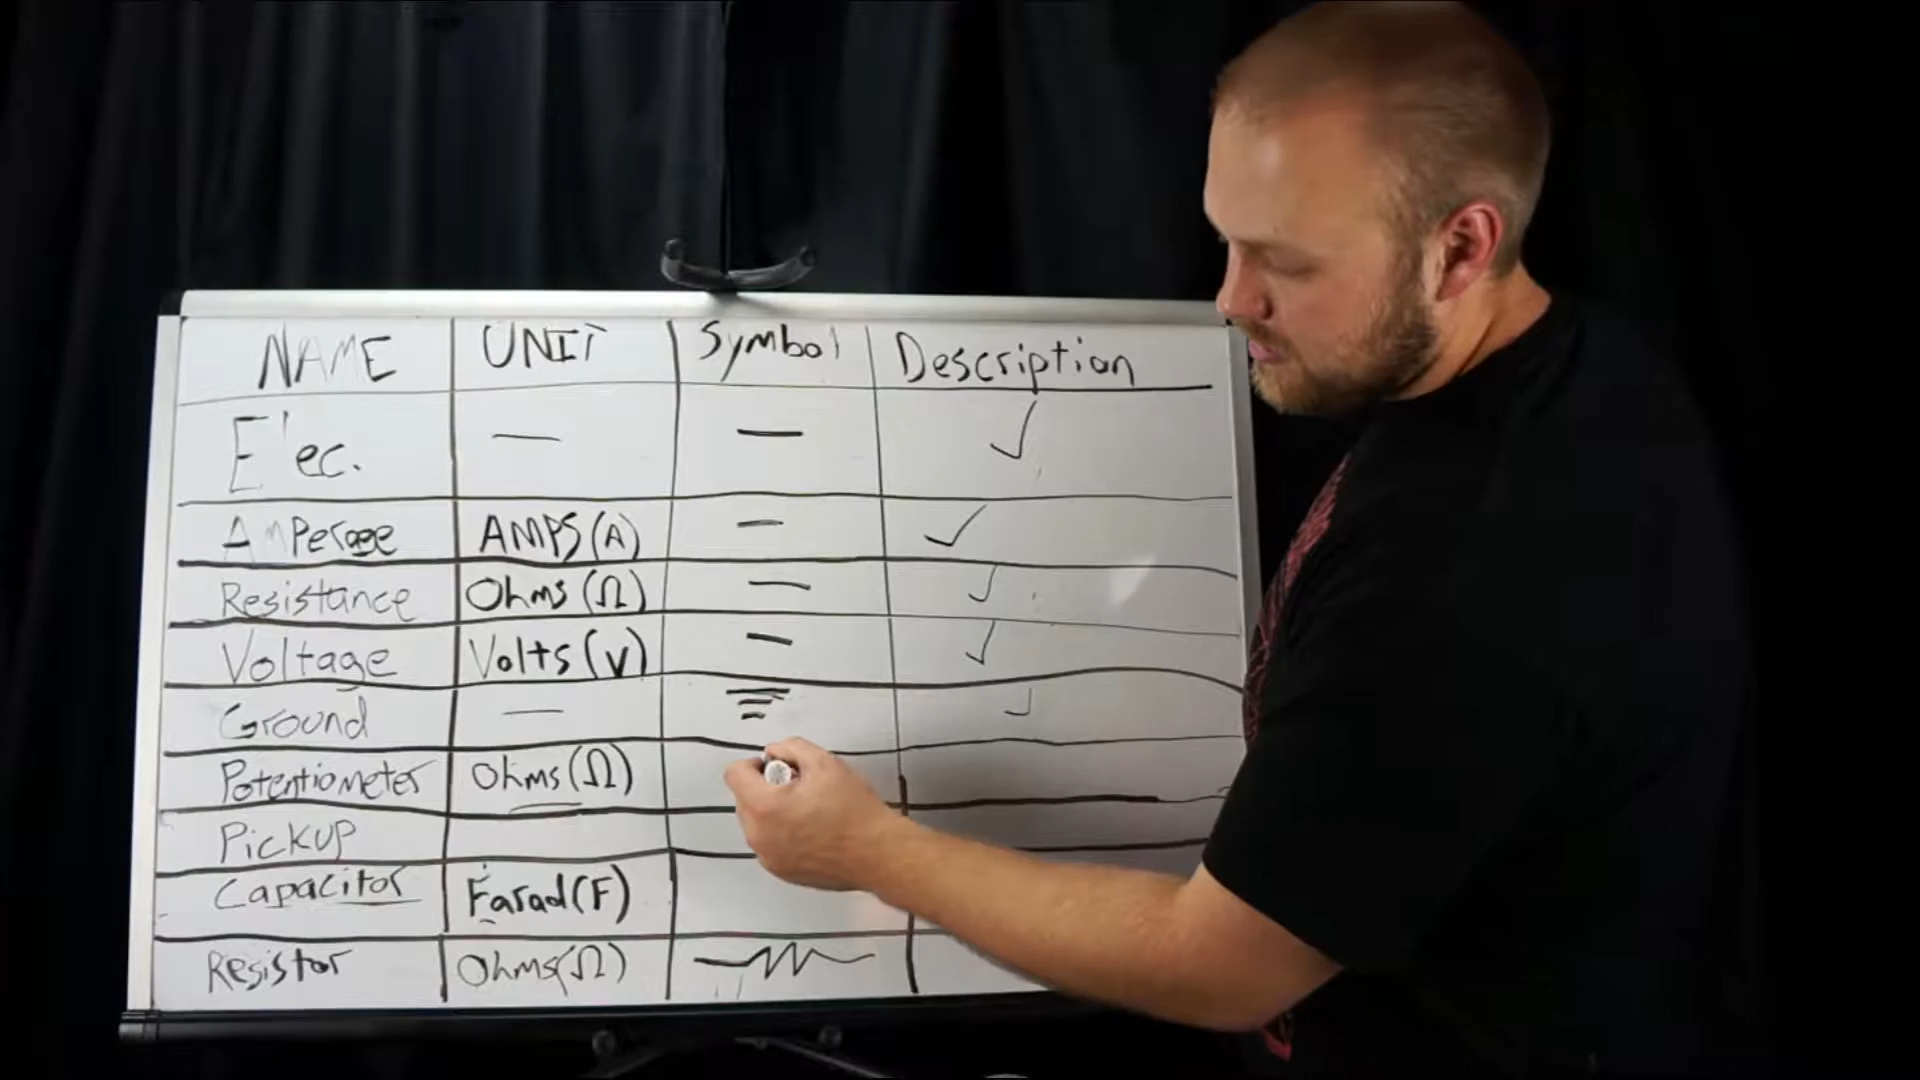 NAME UNIT Symbol Description
Elec. — — ✓
Amperage AMPS (A) — ✓
Resistance Ohms (Ω) — ✓
Voltage Volts (V) — ✓
Ground — ✓
Potentiometer Ohms (Ω)
Pickup
Capacitor Farad (F)
Resistor Ohms (Ω)